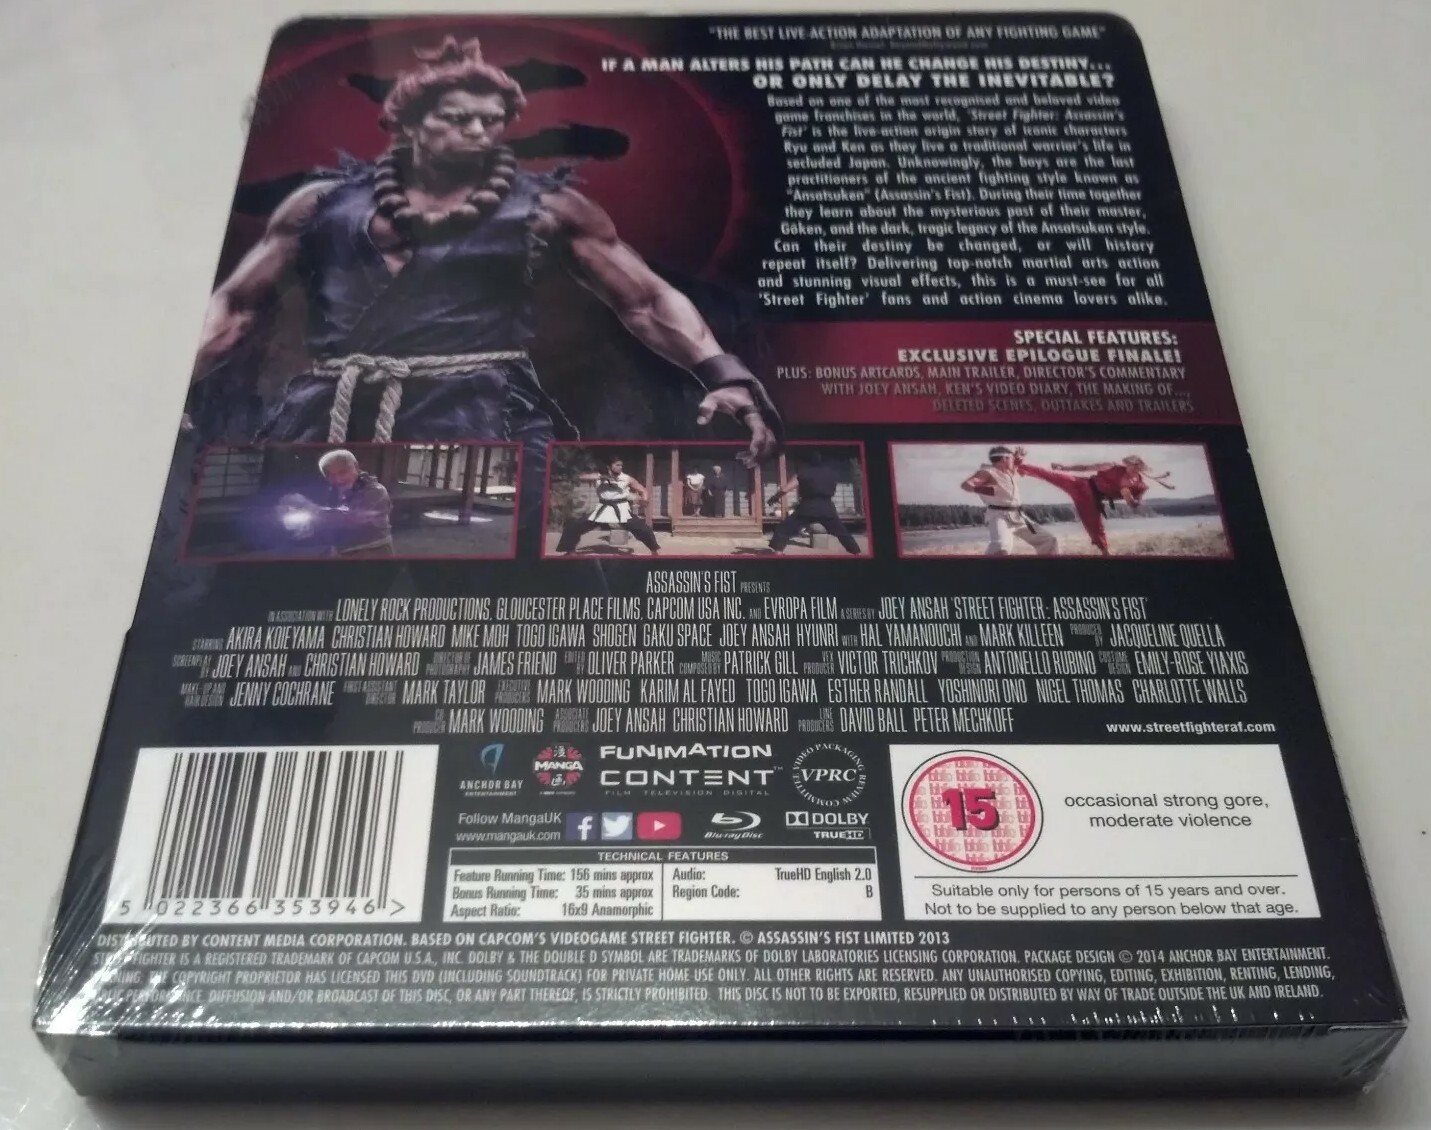 "THE BEST LIVE-ACTION ADAPTATION OF ANY FIGHTING GAME"
IF A MAN ALTERS HIS PATH CAN HE CHANGE HIS DESTINY...
OR ONLY DELAY THE INEVITABLE?
Based on one of the most recognised and beloved video
game franchises in the world, 'Street Fighter: Assassin's
Fist' is the live-action origin story of iconic characters
Ryu and Ken as they live a traditional warrior's life in
secluded Japan. Unknowingly, the boys are the last
practitioners of the ancient fighting style known as
"Ansatsuken" (Assassin's Fist). During their time together
they learn about the mysterious past of their master,
Gōken, and the dark, tragic legacy of the Ansatsuken style.
Can their destiny be changed, or will history
repeat itself? Delivering top-notch martial arts action
and stunning visual effects, this is a must-see for all
'Street Fighter' fans and action cinema lovers alike.
SPECIAL FEATURES:
EXCLUSIVE EPILOGUE FINALE!
PLUS: BONUS ARTCARDS, MAIN TRAILER, DIRECTOR'S COMMENTARY
WITH JOEY ANSAH, KEN'S VIDEO DIARY, THE MAKING OF...,
DELETED SCENES, OUTTAKES AND TRAILERS
ASSASSIN'S FIST PRESENTS
IN ASSOCIATION WITH LONELY ROCK PRODUCTIONS, GLOUCESTER PLACE FILMS, CAPCOM USA INC. AND EVROPA FILM A SERIES BY JOEY ANSAH 'STREET FIGHTER: ASSASSIN'S FIST'
STARRING AKIRA KOIEYAMA CHRISTIAN HOWARD MIKE MOH TOGO IGAWA SHOGEN GAKU SPACE JOEY ANSAH HYUNRI WITH HAL YAMANOUCHI AND MARK KILLEEN PRODUCED BY JACQUELINE QUELLA
SCREENPLAY BY JOEY ANSAH AND CHRISTIAN HOWARD DIRECTOR OF PHOTOGRAPHY JAMES FRIEND EDITED BY OLIVER PARKER MUSIC COMPOSED BY PATRICK GILL VFX PRODUCER VICTOR TRICHKOV PRODUCTION DESIGN ANTONELLO RUBINO COSTUME DESIGN EMILY-ROSE YIAXIS
MAKE-UP AND HAIR DESIGN JENNY COCHRANE FIRST ASSISTANT DIRECTOR MARK TAYLOR EXECUTIVE PRODUCERS MARK WOODING KARIM AL FAYED TOGO IGAWA ESTHER RANDALL YOSHINORI ONO NIGEL THOMAS CHARLOTTE WALLS
CO PRODUCER MARK WOODING ASSOCIATE PRODUCERS JOEY ANSAH CHRISTIAN HOWARD LINE PRODUCERS DAVID BALL PETER MECHKOFF
www.streetfighteraf.com
5 022366 353946 >
ANCHOR BAY
ENTERTAINMENT
MANGA
FUNIMATION
CONTENT™
FILM TELEVISION DIGITAL
VIDEO PACKAGING REVIEW COMMITTEE
VPRC
Follow MangaUK
www.mangauk.com
Blu-ray Disc
DOLBY
TRUEHD
TECHNICAL FEATURES
Feature Running Time: 156 mins approx
Bonus Running Time: 35 mins approx
Aspect Ratio: 16x9 Anamorphic
Audio: TrueHD English 2.0
Region Code: B
15
occasional strong gore,
moderate violence
Suitable only for persons of 15 years and over.
Not to be supplied to any person below that age.
BY CONTENT MEDIA CORPORATION. BASED ON CAPCOM'S VIDEOGAME STREET FIGHTER. © ASSASSIN'S FIST LIMITED 2013
FIGHTER IS A REGISTERED TRADEMARK OF CAPCOM U.S.A., INC. DOLBY & THE DOUBLE D SYMBOL ARE TRADEMARKS OF DOLBY LABORATORIES LICENSING CORPORATION. PACKAGE DESIGN © 2014 ANCHOR BAY ENTERTAINMENT.
THE COPYRIGHT PROPRIETOR HAS LICENSED THIS DVD (INCLUDING SOUNDTRACK) FOR PRIVATE HOME USE ONLY. ALL OTHER RIGHTS ARE RESERVED. ANY UNAUTHORISED COPYING, EDITING, EXHIBITION, RENTING, LENDING,
PERFORMANCE, DIFFUSION AND/OR BROADCAST OF THIS DISC, OR ANY PART THEREOF, IS STRICTLY PROHIBITED. THIS DISC IS NOT TO BE EXPORTED, RESUPPLIED OR DISTRIBUTED BY WAY OF TRADE OUTSIDE THE UK AND IRELAND.